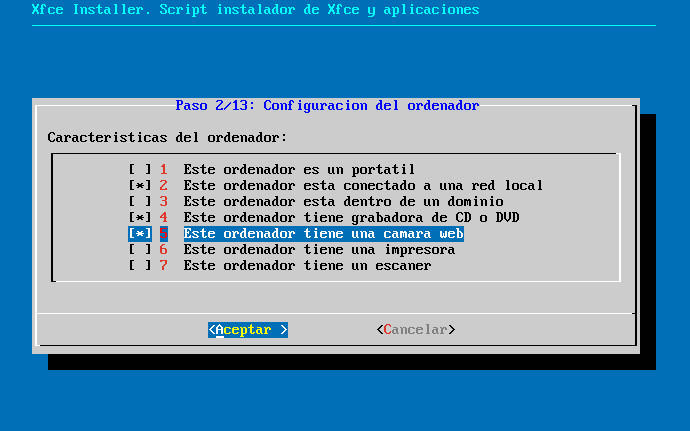 Xfce Installer. Script instalador de Xfce y aplicaciones
Paso 2/13: Configuracion del ordenador
Caracteristicas del ordenador:
[ ] 1 Este ordenador es un portatil
[*] 2 Este ordenador esta conectado a una red local
[ ] 3 Este ordenador esta dentro de un dominio
[*] 4 Este ordenador tiene grabadora de CD o DVD
[*] 5 Este ordenador tiene una camara web
[ ] 6 Este ordenador tiene una impresora
[ ] 7 Este ordenador tiene un escaner
<Aceptar > <Cancelar>